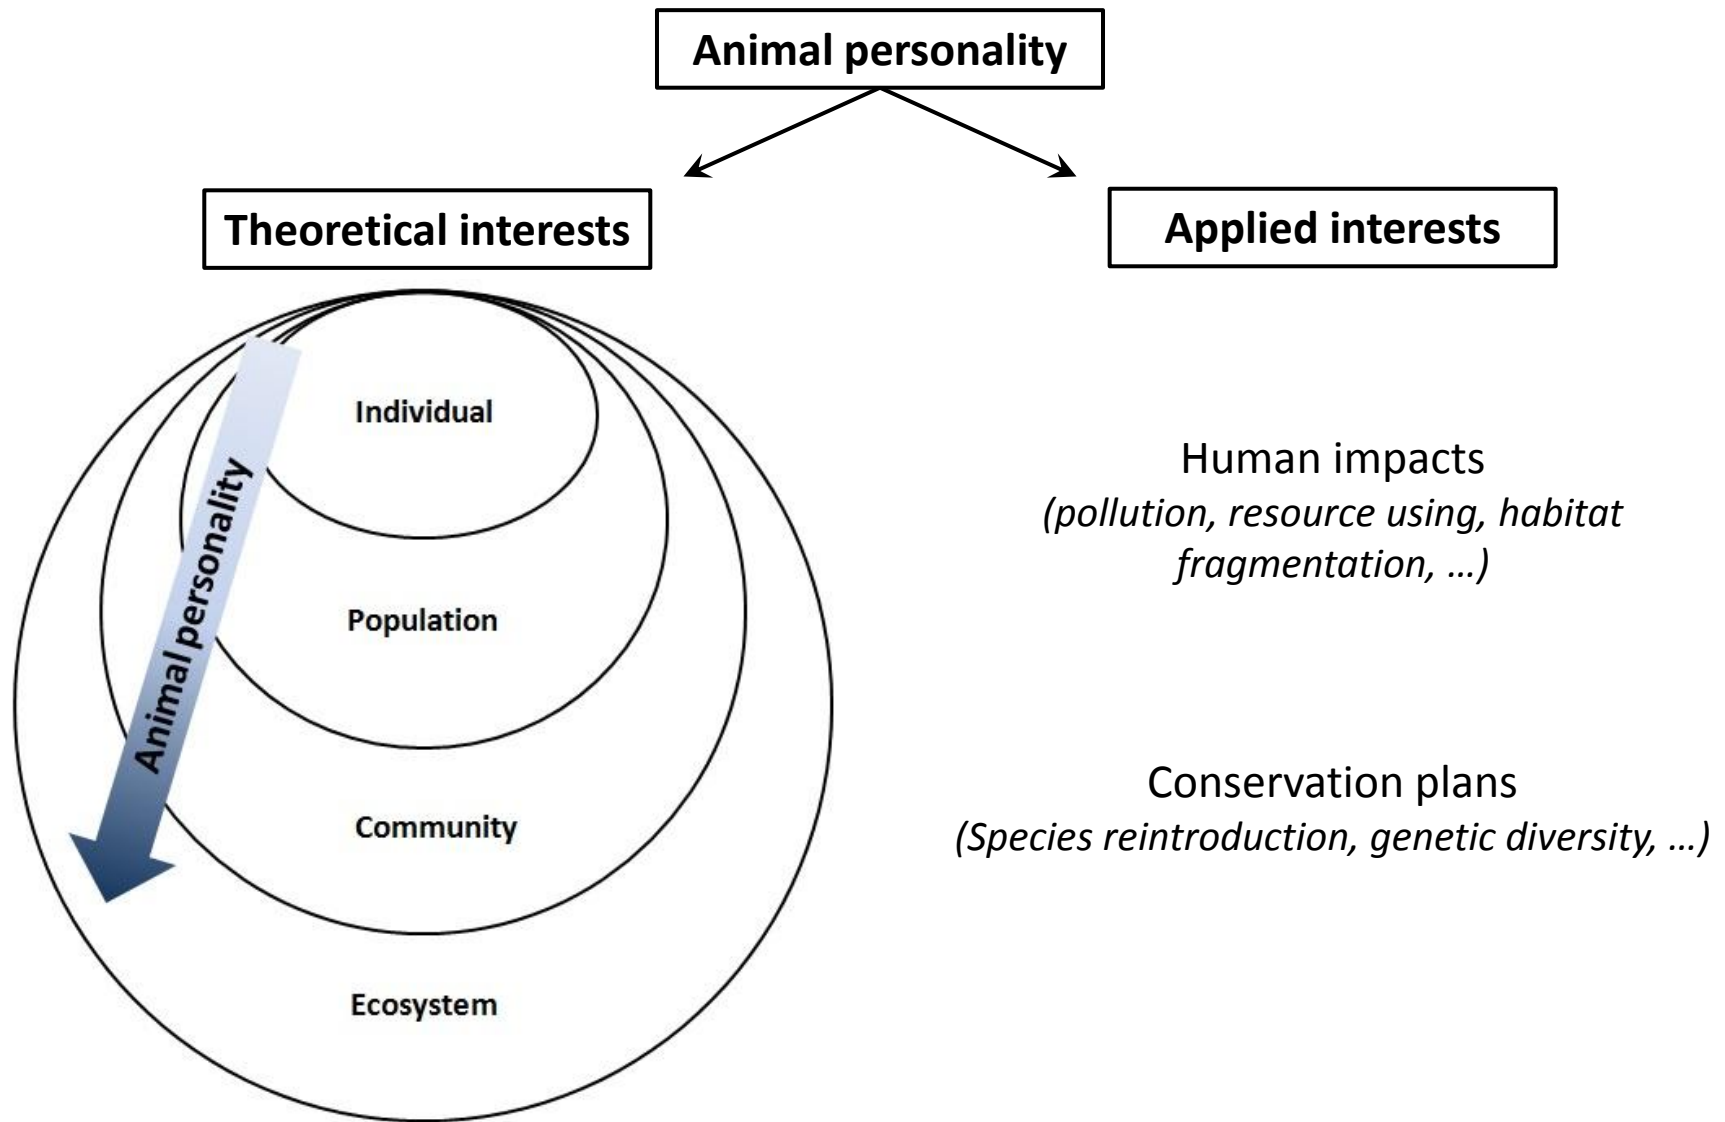 Animal personality
Theoretical interests
Applied interests
Individual
Population
Community
Ecosystem
Animal personality
Human impacts
(pollution, resource using, habitat
fragmentation, ...)
Conservation plans
(Species reintroduction, genetic diversity, ...)